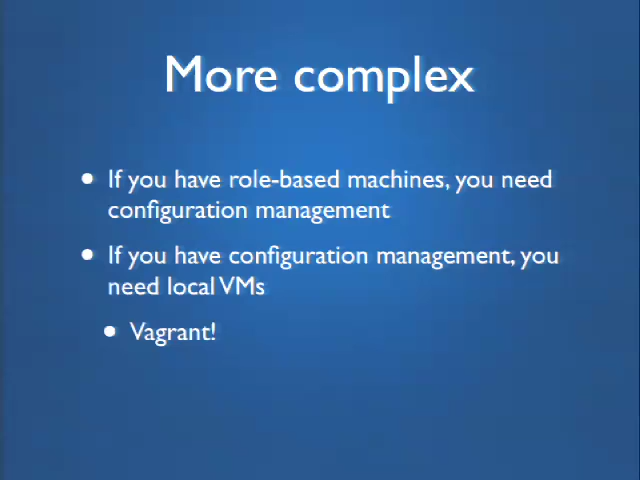 More complex
• If you have role-based machines, you need
configuration management
• If you have configuration management, you
need local VMs
• Vagrant!